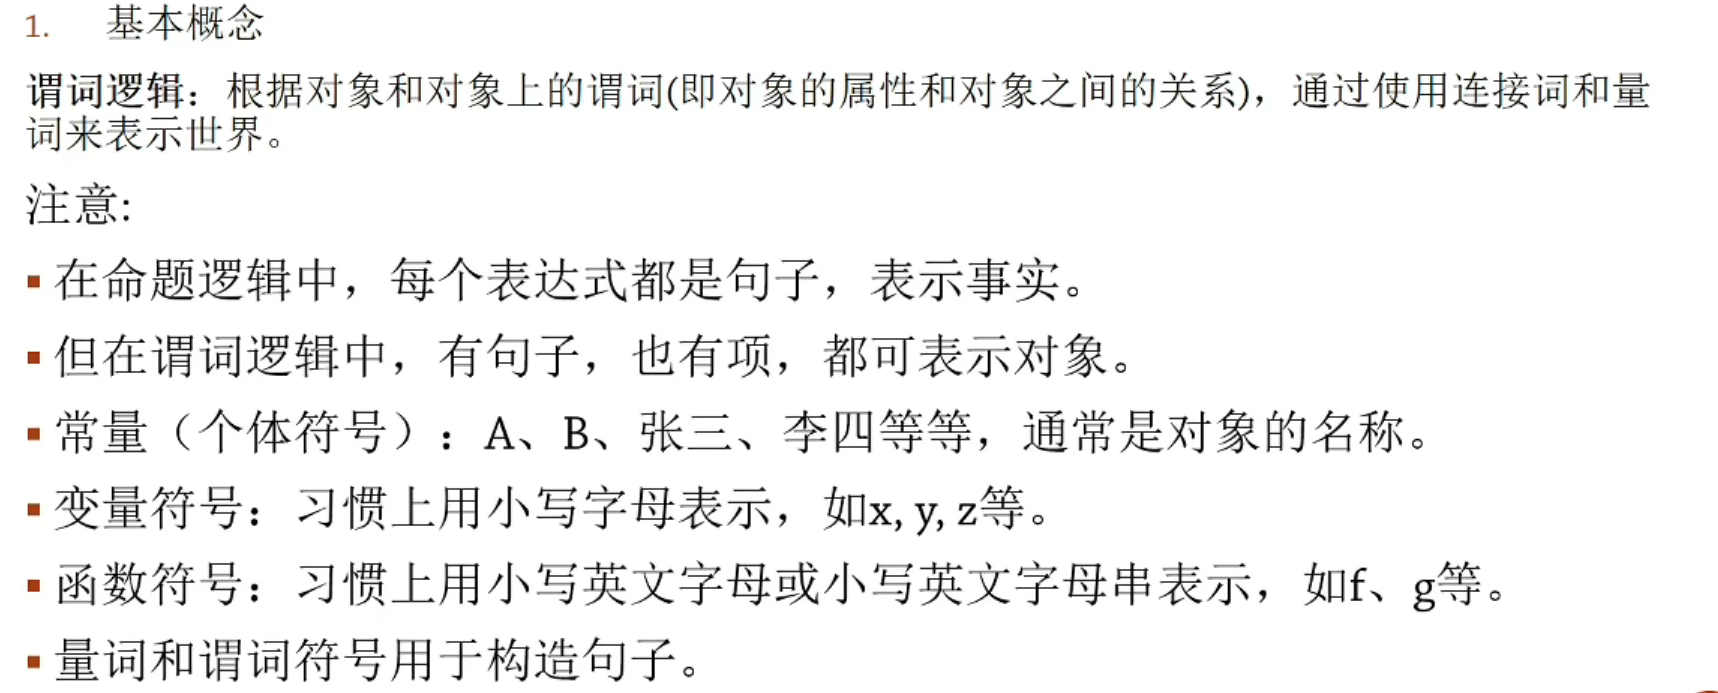 1. 基本概念
谓词逻辑：根据对象和对象上的谓词(即对象的属性和对象之间的关系)，通过使用连接词和量
词来表示世界。
注意:
▪ 在命题逻辑中，每个表达式都是句子，表示事实。
▪ 但在谓词逻辑中，有句子，也有项，都可表示对象。
▪ 常量（个体符号）：A、B、张三、李四等等，通常是对象的名称。
▪ 变量符号：习惯上用小写字母表示，如x, y, z等。
▪ 函数符号：习惯上用小写英文字母或小写英文字母串表示，如f、g等。
▪ 量词和谓词符号用于构造句子。